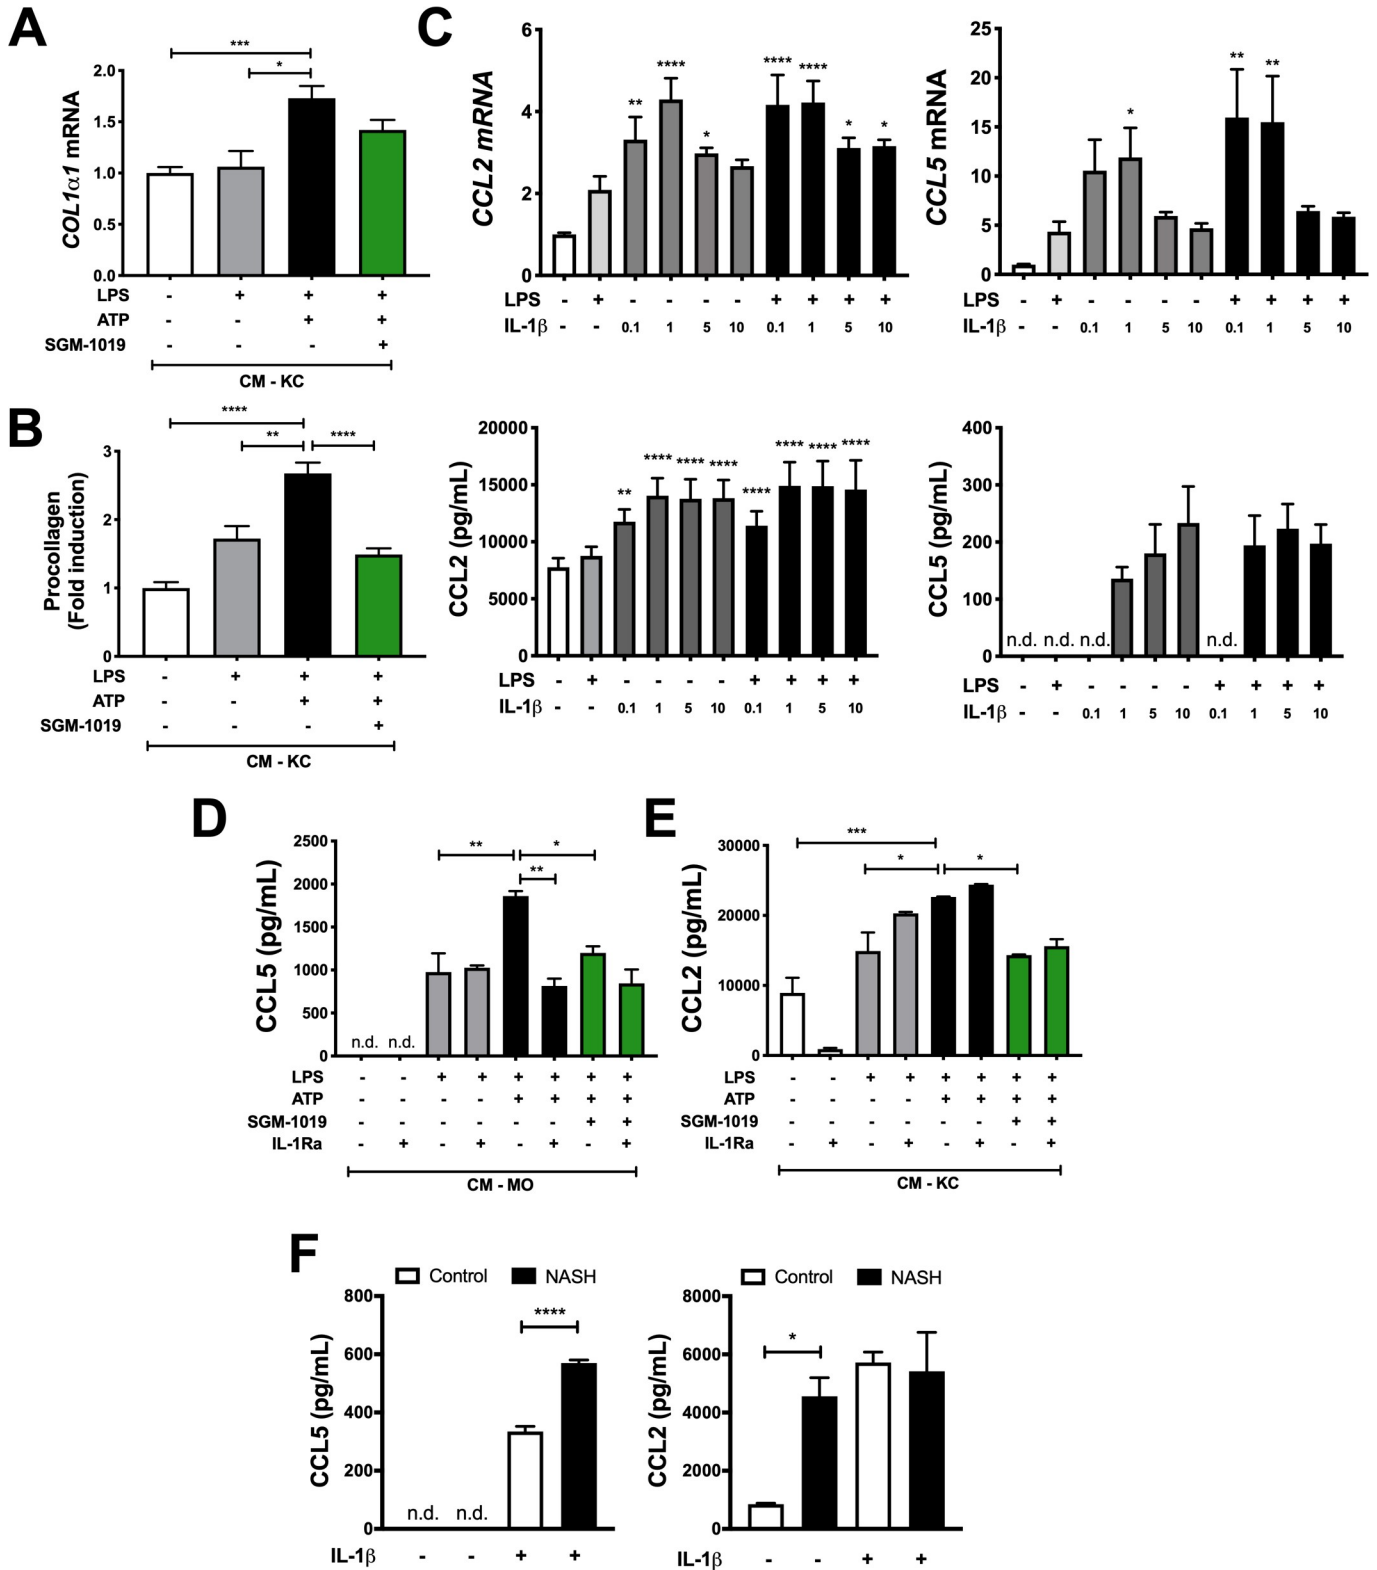 A
***
*
COL1α1 mRNA
2.0
1.5
1.0
0.5
0.0
LPS - + + +
ATP - - + +
SGM-1019 - - - +
CM - KC
B
****
** ****
Procollagen
(Fold induction)
3
2
1
0
LPS - + + +
ATP - - + +
SGM-1019 - - - +
CM - KC
C
CCL2 mRNA
6
4
2
0
** **** * **** **** * *
LPS - + - - - - + + + +
IL-1β - - 0.1 1 5 10 0.1 1 5 10
CCL5 mRNA
25
20
15
10
5
0
* ** **
LPS - + - - - - + + + +
IL-1β - - 0.1 1 5 10 0.1 1 5 10
CCL2 (pg/mL)
20000
15000
10000
5000
0
** **** **** **** **** **** **** ****
LPS - + - - - - + + + +
IL-1β - - 0.1 1 5 10 0.1 1 5 10
CCL5 (pg/mL)
400
300
200
100
0
n.d. n.d. n.d. n.d.
LPS - + - - - - + + + +
IL-1β - - 0.1 1 5 10 0.1 1 5 10
D
CCL5 (pg/mL)
2500
2000
1500
1000
500
0
** *
**
n.d. n.d.
LPS - - + + + + + +
ATP - - - - + + + +
SGM-1019 - - - - - - + +
IL-1Ra - + - + - + - +
CM - MO
E
CCL2 (pg/mL)
30000
20000
10000
0
***
* *
LPS - - + + + + + +
ATP - - - - + + + +
SGM-1019 - - - - - - + +
IL-1Ra - + - + - + - +
CM - KC
F
Control NASH
CCL5 (pg/mL)
800
600
400
200
0
****
n.d. n.d.
IL-1β - - + +
Control NASH
CCL2 (pg/mL)
8000
6000
4000
2000
0
*
IL-1β - - + +